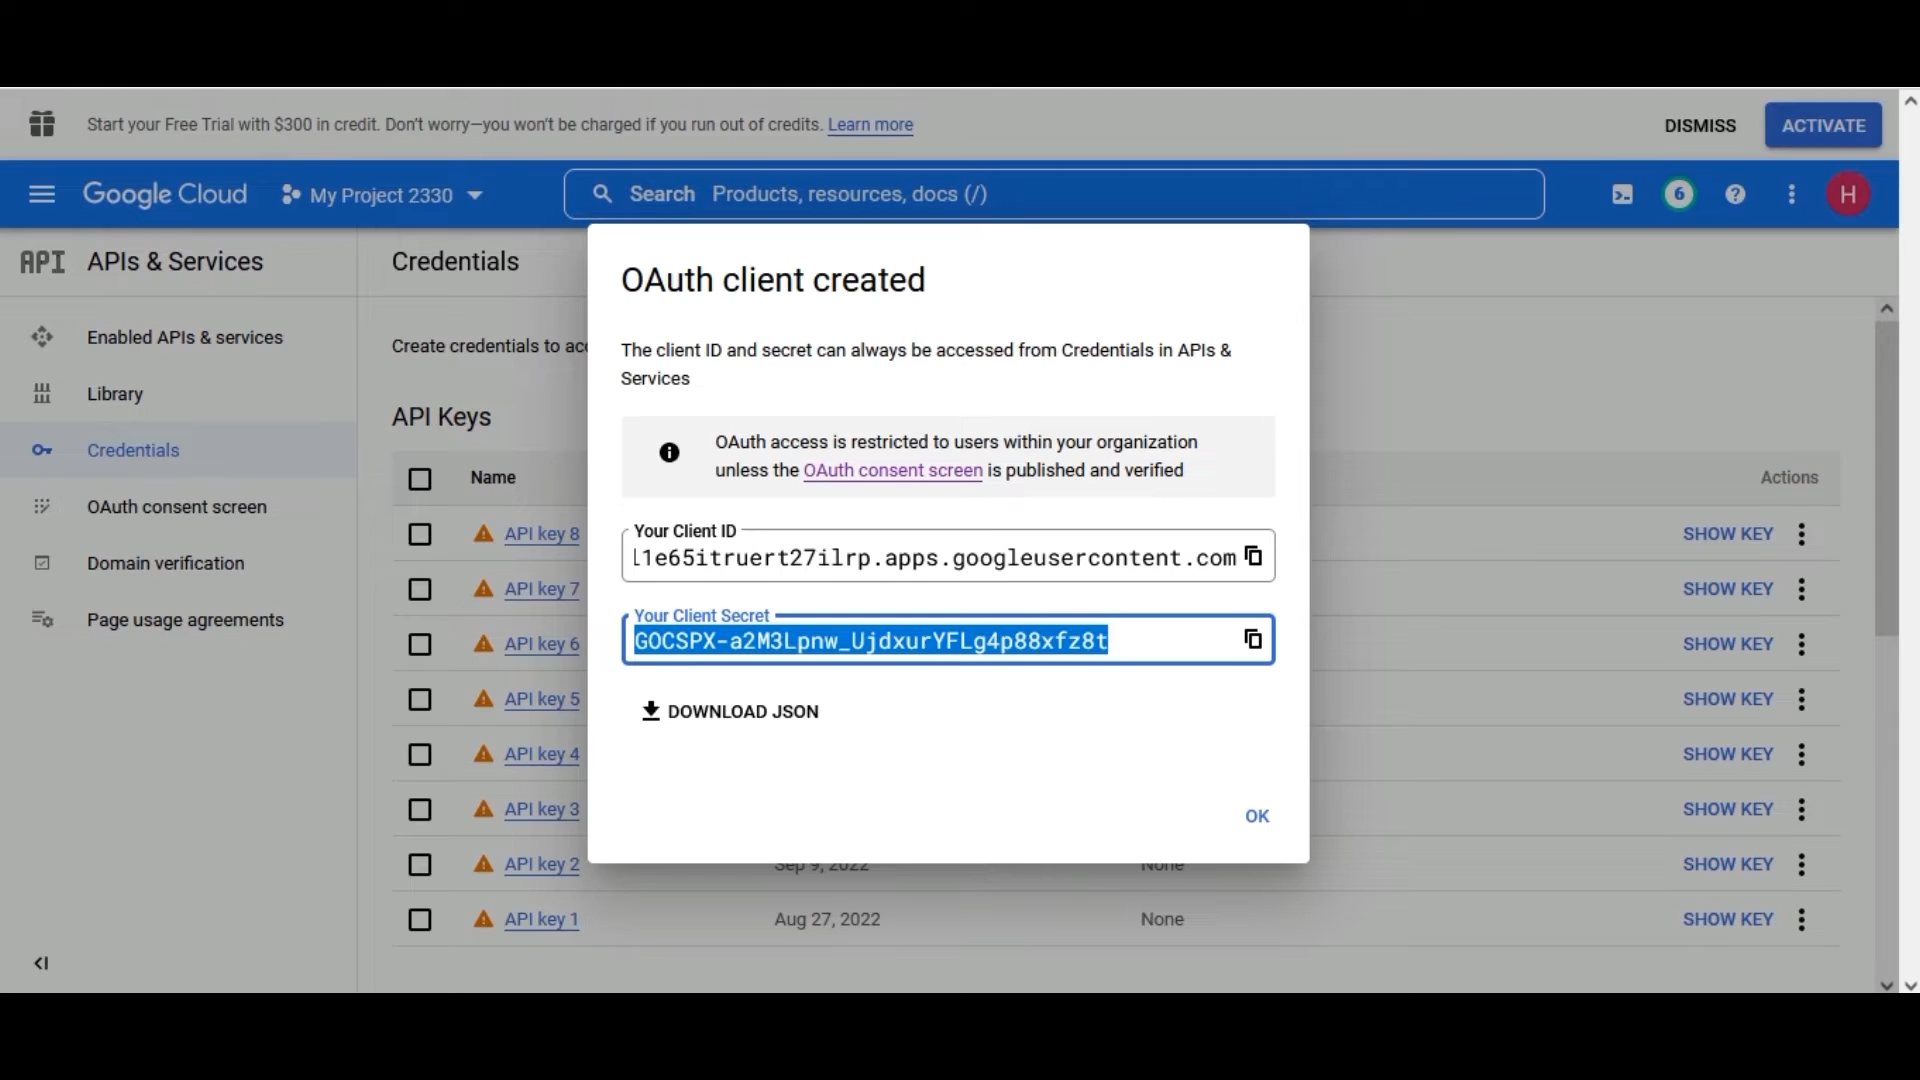 Start your Free Trial with $300 in credit. Don't worry—you won't be charged if you run out of credits. Learn more
DISMISS
ACTIVATE
Google Cloud
My Project 2330
Search Products, resources, docs (/)
6
?
H
API APIs & Services
Enabled APIs & services
Library
Credentials
OAuth consent screen
Domain verification
Page usage agreements
Credentials
Create credentials to
API Keys
Name
Actions
API key 8
SHOW KEY
API key 7
SHOW KEY
API key 6
SHOW KEY
API key 5
SHOW KEY
API key 4
SHOW KEY
API key 3
SHOW KEY
API key 2
Sep 9, 2022
None
SHOW KEY
API key 1
Aug 27, 2022
None
SHOW KEY
OAuth client created
The client ID and secret can always be accessed from Credentials in APIs &
Services
OAuth access is restricted to users within your organization
unless the OAuth consent screen is published and verified
Your Client ID
l1e65itruert27ilrp.apps.googleusercontent.com
Your Client Secret
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
DOWNLOAD JSON
OK